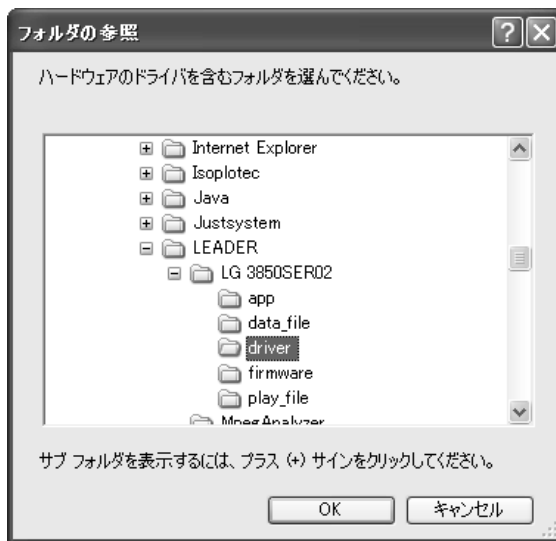 フォルダの参照
ハードウェアのドライバを含むフォルダを選んでください。
Internet Explorer
Isoplotec
Java
Justsystem
LEADER
LG 3850SER02
app
data_file
driver
firmware
play_file
MpegAnalyzer
サブ フォルダを表示するには、プラス (+) サインをクリックしてください。
OK
キャンセル